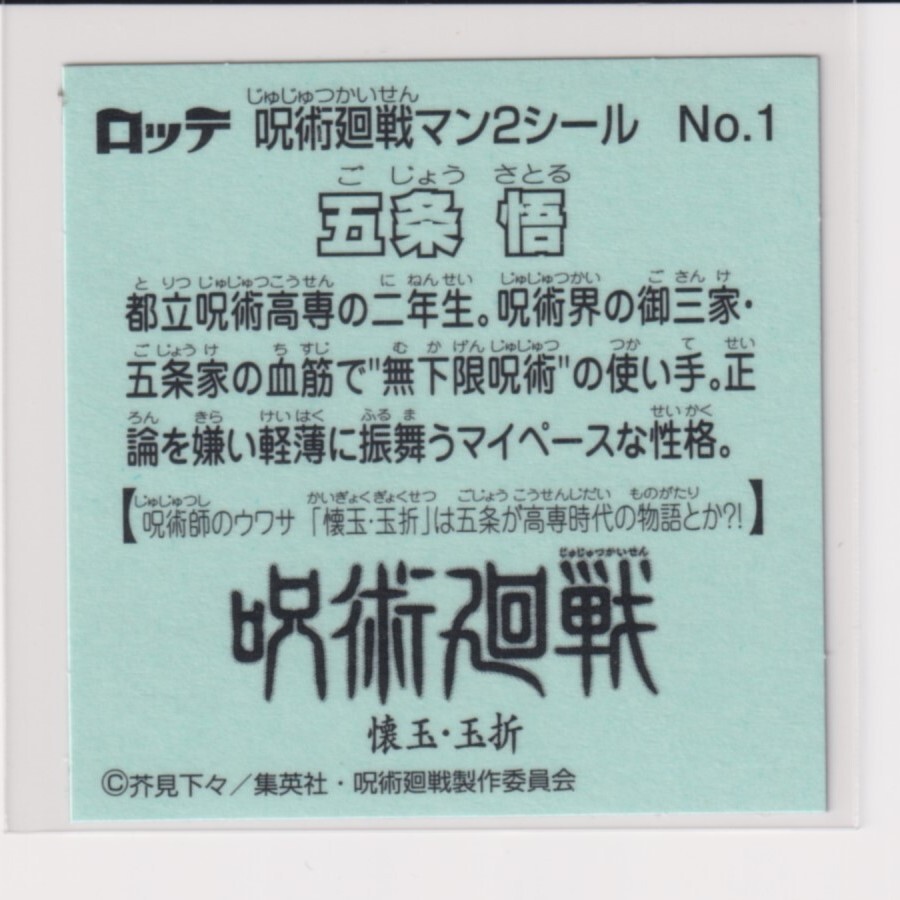 じゅじゅつかいせん
ロッテ 呪術廻戦マン2シール No.1
ご じょう さとる
五条 悟
と りつ じゅじゅつこうせん に ねんせい じゅじゅつかい ご さん け
都立呪術高専の二年生。呪術界の御三家・
ご じょう け ち すじ む か げん じゅじゅつ つか て せい
五条家の血筋で"無下限呪術"の使い手。正
ろん きら けい はく ふる ま せい かく
論を嫌い軽薄に振舞うマイペースな性格。
じゅじゅつし かいぎょくぎょくせつ ごじょう こうせんじだい ものがたり
【呪術師のウワサ 「懐玉・玉折」は五条が高専時代の物語とか?!】
じゅじゅつかいせん
呪術廻戦
懐玉・玉折
©芥見下々／集英社・呪術廻戦製作委員会